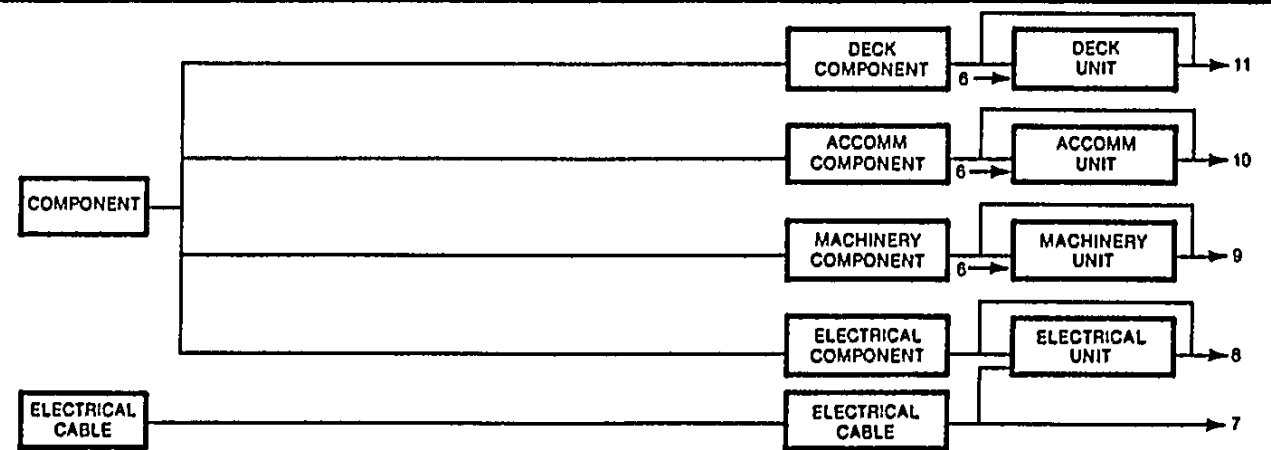 DECK
COMPONENT
DECK
UNIT
11
6
ACCOMM
COMPONENT
ACCOMM
UNIT
10
6
COMPONENT
MACHINERY
COMPONENT
MACHINERY
UNIT
9
6
ELECTRICAL
COMPONENT
ELECTRICAL
UNIT
8
ELECTRICAL
CABLE
ELECTRICAL
CABLE
7